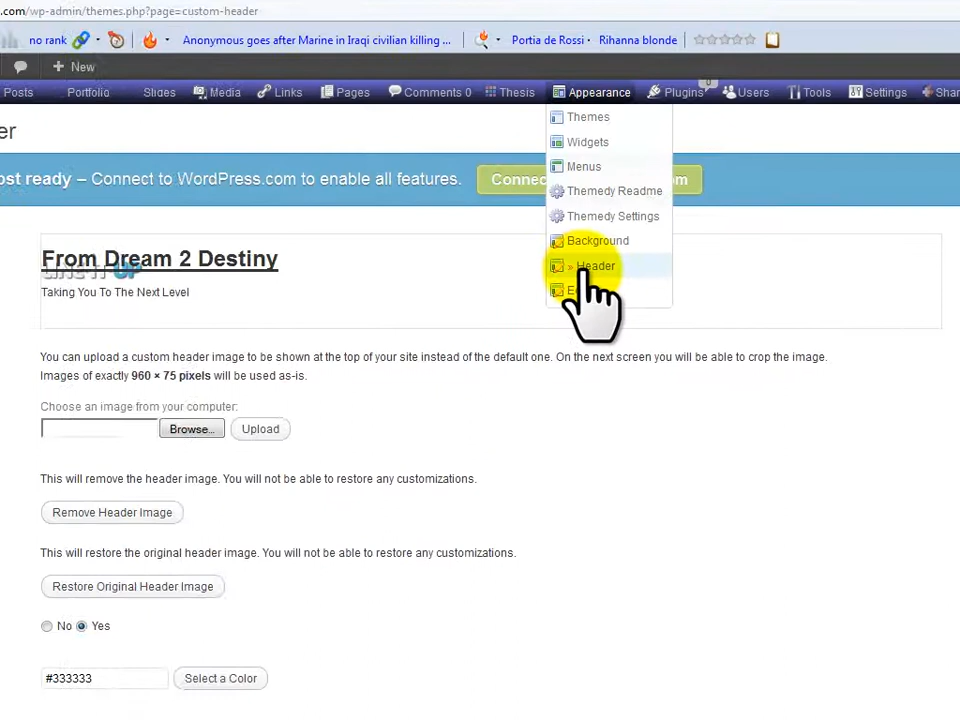 .com/wp-admin/themes.php?page=custom-header
no rank Anonymous goes after Marine in Iraqi civilian killing ... Portia de Rossi · Rihanna blonde
+ New
Posts Portfolio Slides Media Links Pages Comments 0 Thesis Appearance Plugins 0 Users Tools Settings Shar
er
Themes
Widgets
Menus
Themedy Readme
Themedy Settings
Background
» Header
ost ready – Connect to WordPress.com to enable all features. Connec om
From Dream 2 Destiny
LINE IT UP
Taking You To The Next Level
You can upload a custom header image to be shown at the top of your site instead of the default one. On the next screen you will be able to crop the image.
Images of exactly 960 × 75 pixels will be used as-is.
Choose an image from your computer:
Browse... Upload
This will remove the header image. You will not be able to restore any customizations.
Remove Header Image
This will restore the original header image. You will not be able to restore any customizations.
Restore Original Header Image
No Yes
#333333 Select a Color